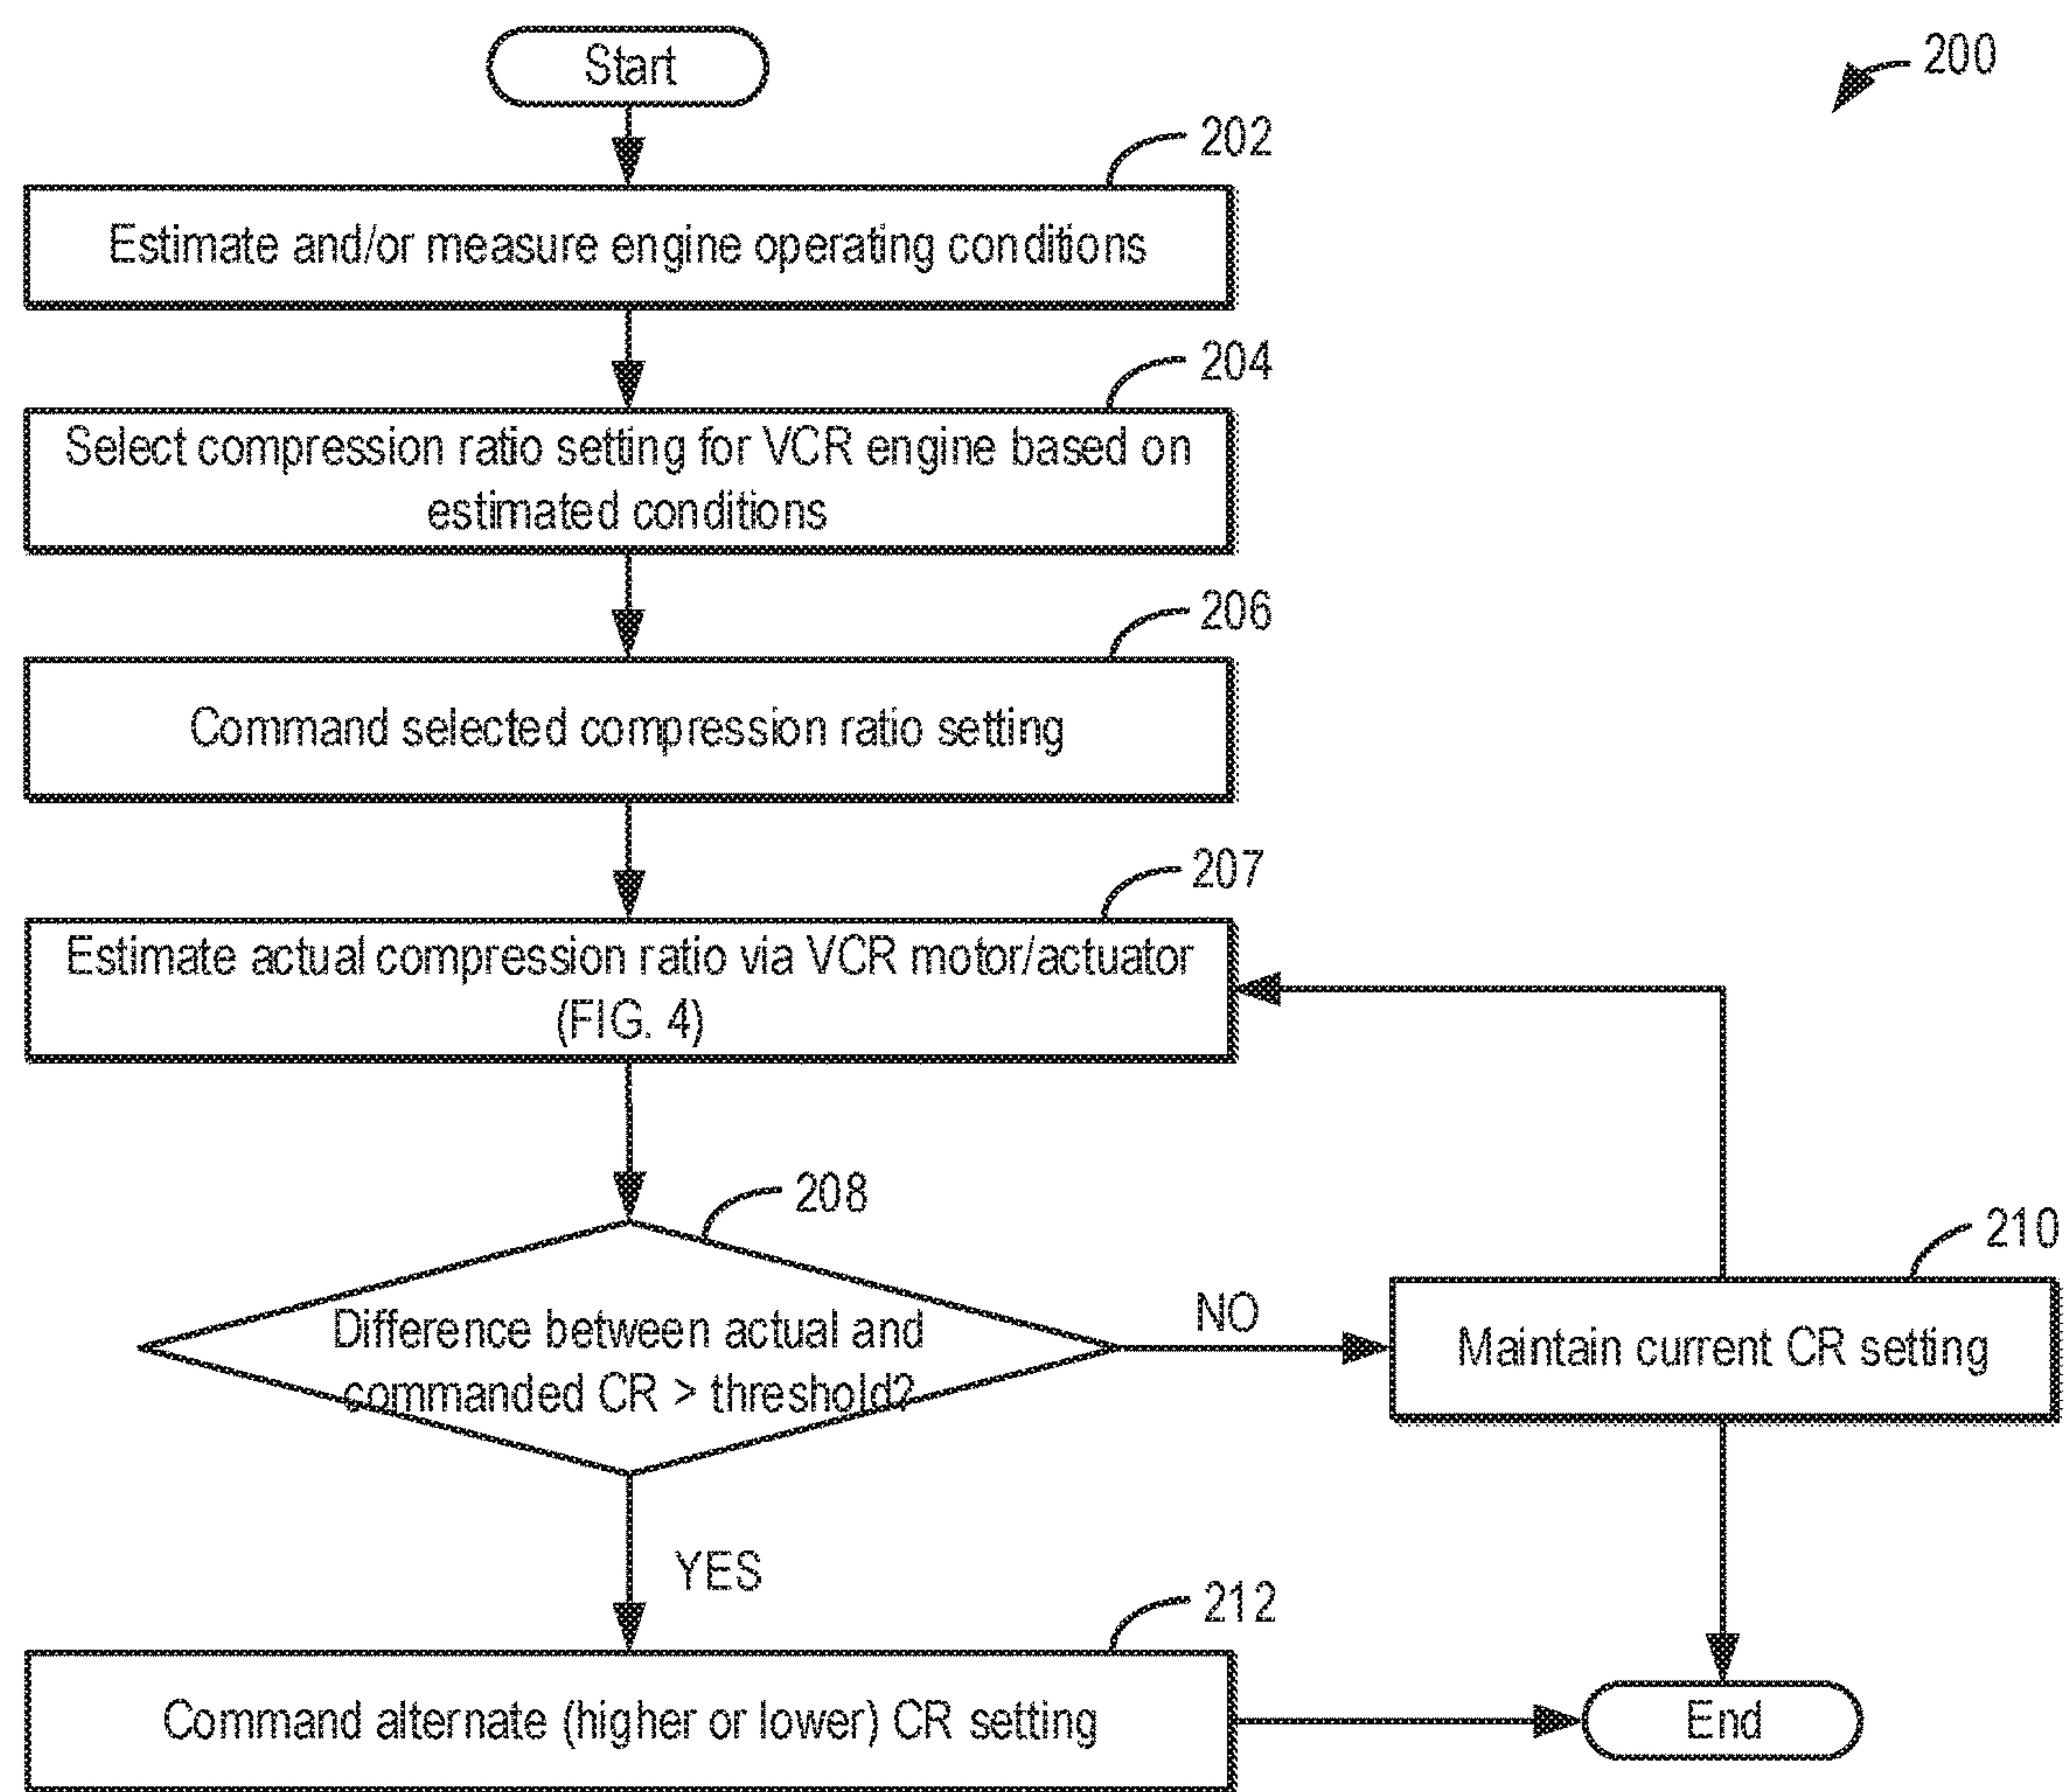 Start
200
202
Estimate and/or measure engine operating conditions
204
Select compression ratio setting for VCR engine based on
estimated conditions
206
Command selected compression ratio setting
207
Estimate actual compression ratio via VCR motor/actuator
(FIG. 4)
208
Difference between actual and
commanded CR > threshold?
NO
210
Maintain current CR setting
YES
212
Command alternate (higher or lower) CR setting
End